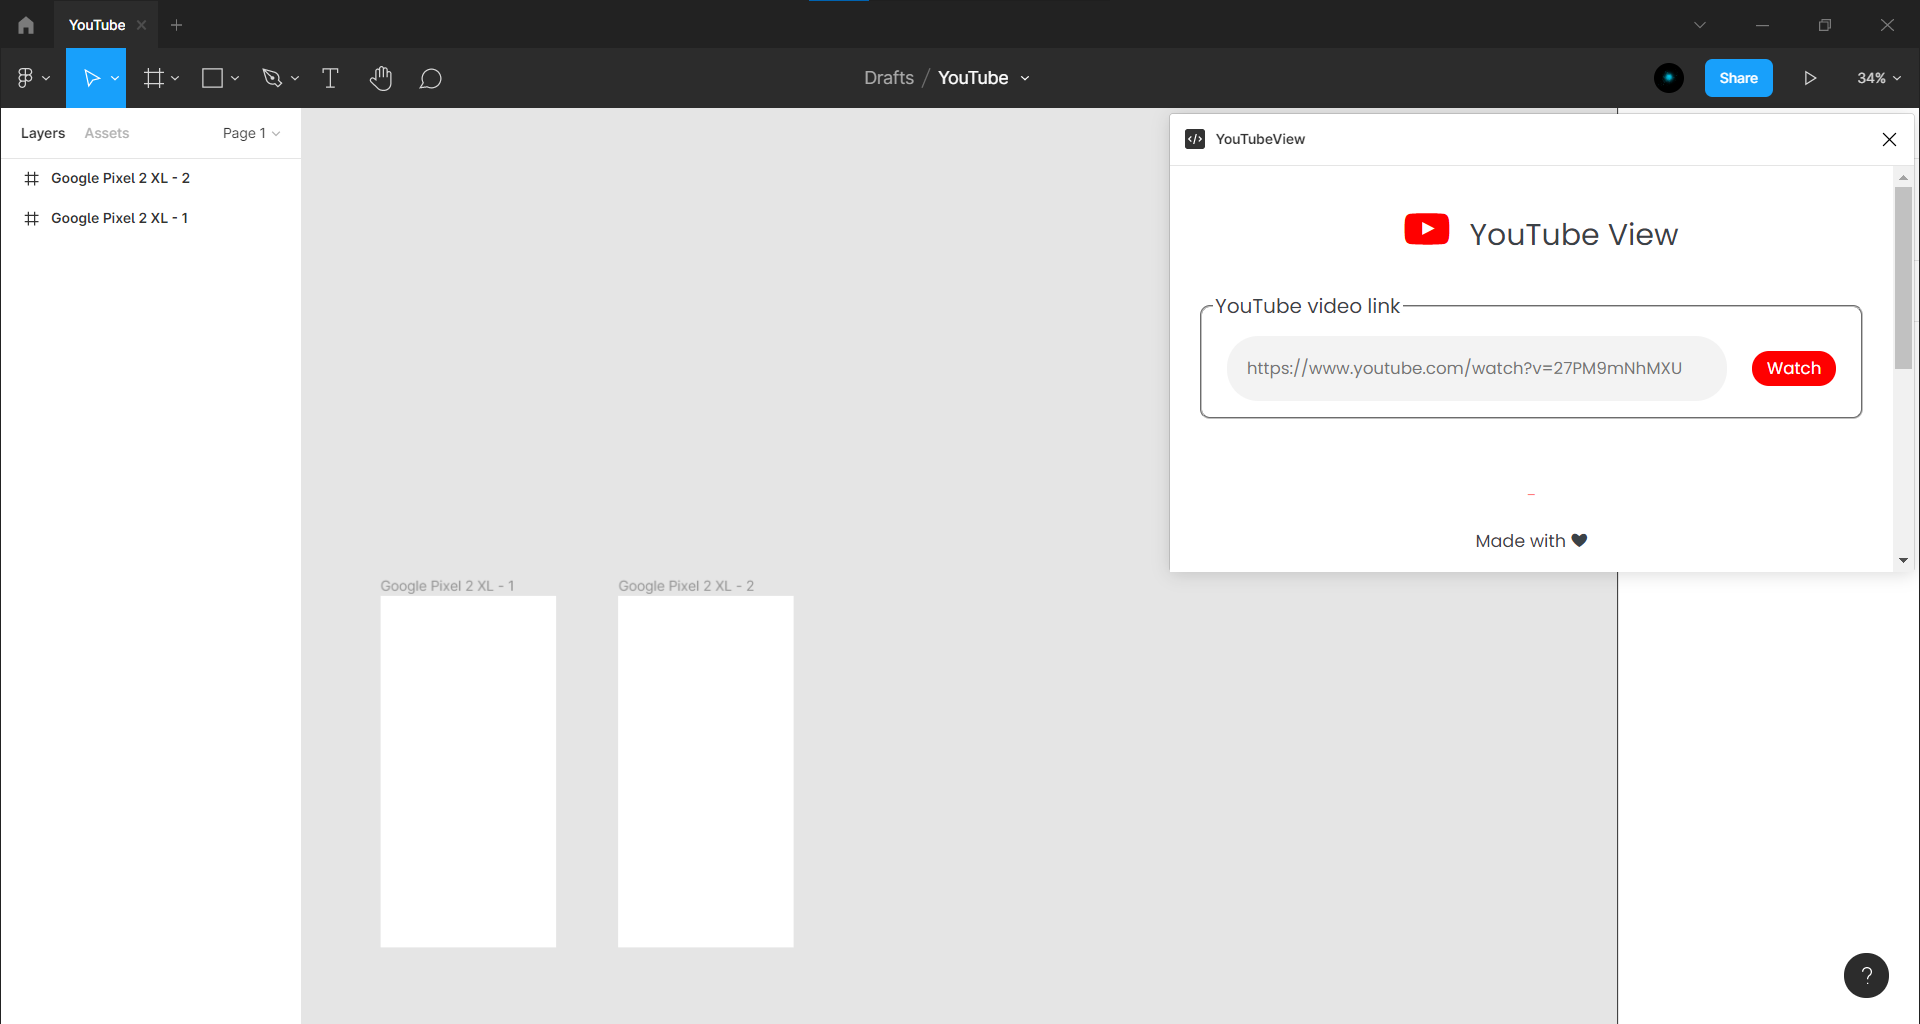 YouTube
Drafts / YouTube
Share
34%
Layers
Assets
Page 1
Google Pixel 2 XL - 2
Google Pixel 2 XL - 1
YouTubeView
YouTube View
YouTube video link
https://www.youtube.com/watch?v=27PM9mNhMXU
Watch
Made with 🖤
Google Pixel 2 XL - 1
Google Pixel 2 XL - 2
?